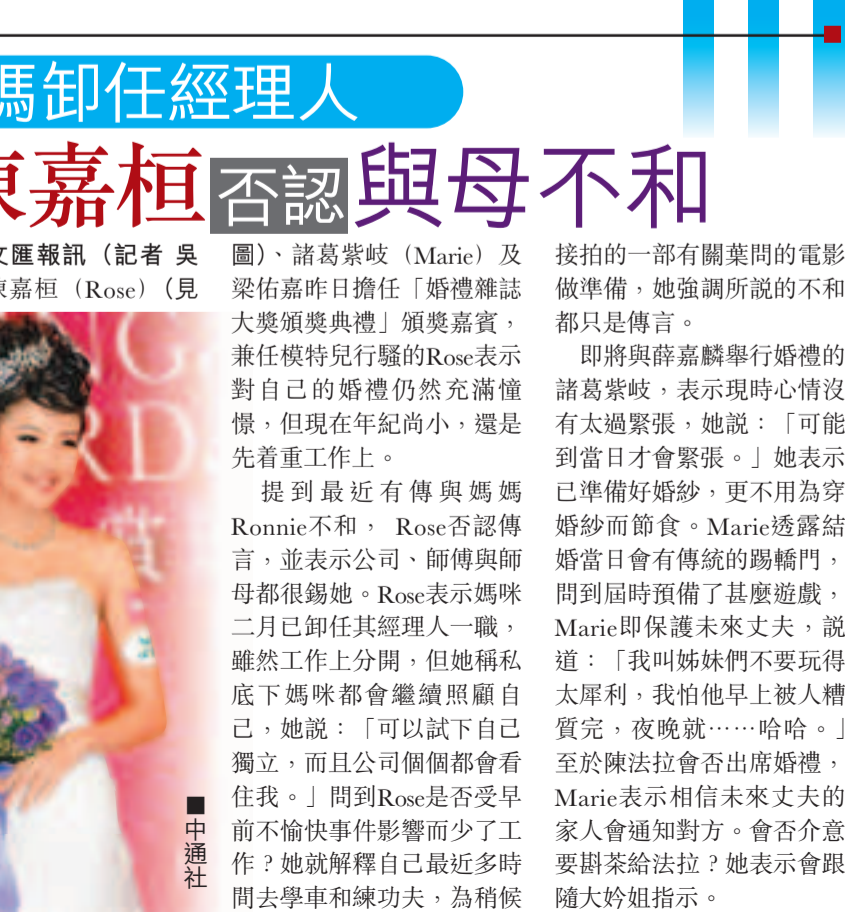 媽卸任經理人
陳嘉桓否認與母不和
文匯報訊（記者 吳
陳嘉桓（Rose）（見
圖）、諸葛紫岐（Marie）及
梁佑嘉昨日擔任「婚禮雜誌
大獎頒獎典禮」頒獎嘉賓，
兼任模特兒行騷的Rose表示
對自己的婚禮仍然充滿憧
憬，但現在年紀尚小，還是
先着重工作上。
提到最近有傳與媽媽
Ronnie不和， Rose否認傳
言，並表示公司、師傅與師
母都很錫她。Rose表示媽咪
二月已卸任其經理人一職，
雖然工作上分開，但她稱私
底下媽咪都會繼續照顧自
己，她說：「可以試下自己
獨立，而且公司個個都會看
住我。」問到Rose是否受早
前不愉快事件影響而少了工
作？她就解釋自己最近多時
間去學車和練功夫，為稍候
接拍的一部有關葉問的電影
做準備，她強調所說的不和
都只是傳言。
即將與薛嘉麟舉行婚禮的
諸葛紫岐，表示現時心情沒
有太過緊張，她說：「可能
到當日才會緊張。」她表示
已準備好婚紗，更不用為穿
婚紗而節食。Marie透露結
婚當日會有傳統的踢轎門，
問到屆時預備了甚麼遊戲，
Marie即保護未來丈夫，說
道：「我叫姊妹們不要玩得
太犀利，我怕他早上被人糟
質完，夜晚就……哈哈。」
至於陳法拉會否出席婚禮，
Marie表示相信未來丈夫的
家人會通知對方。會否介意
要斟茶給法拉？她表示會跟
隨大妗姐指示。
NG
RDS
賞
■中通社